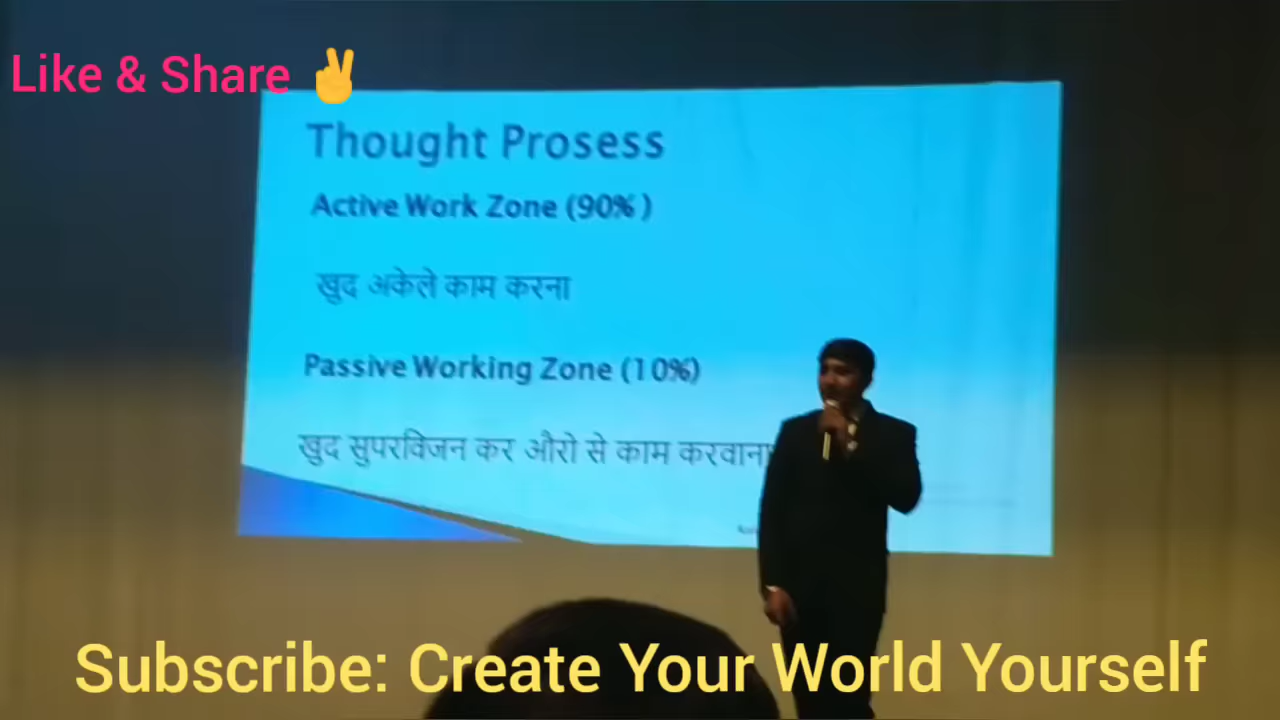 Like & Share ✌
Thought Prosess
Active Work Zone (90% )
खुद अकेले काम करना
Passive Working Zone (10%)
खुद सुपरविजन कर औरो से काम करवाना
Subscribe: Create Your World Yourself